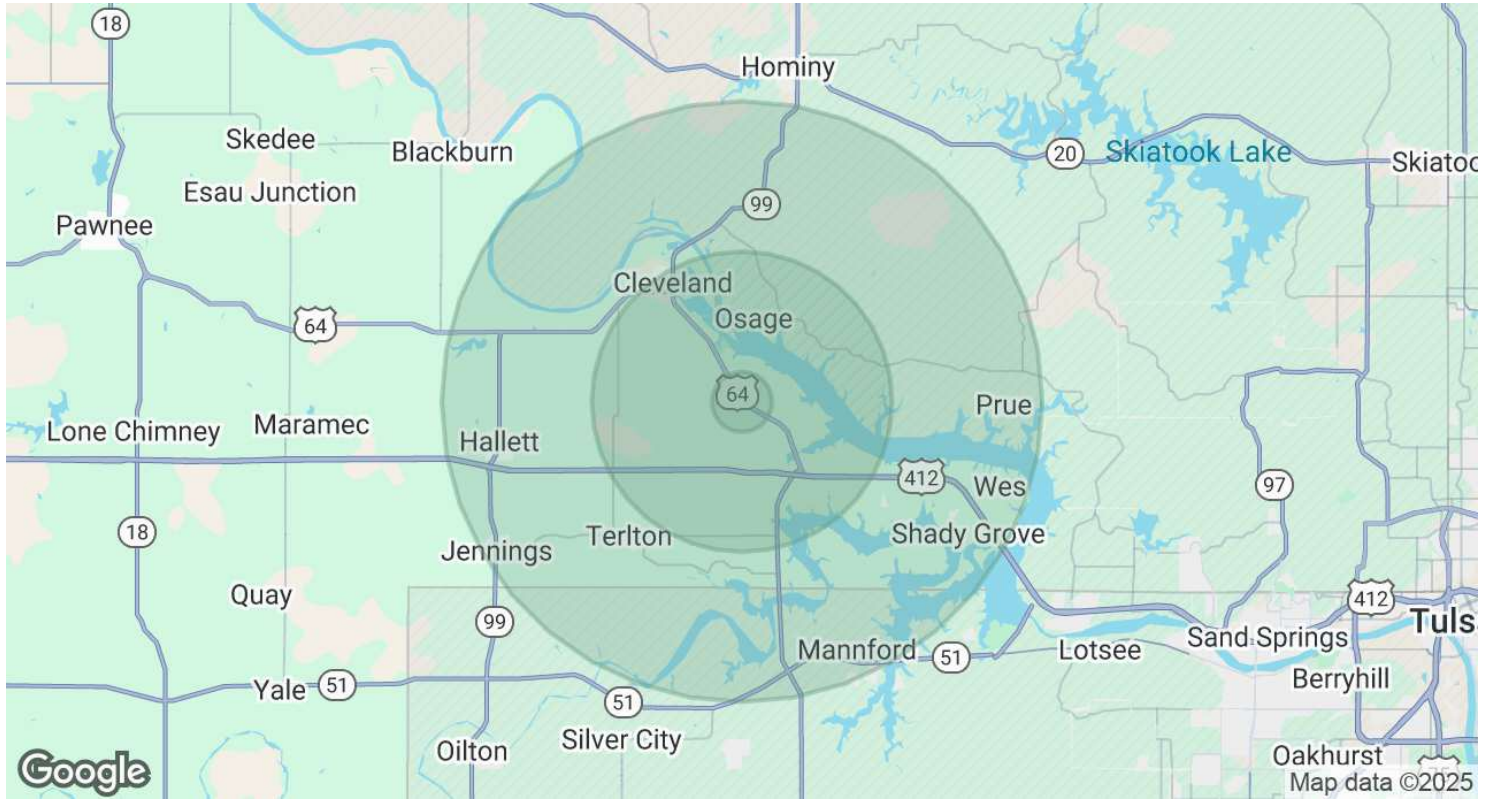 18
Hominy
Skedee
Blackburn
20
Skiatook Lake
Skiatoo
Esau Junction
99
Pawnee
Cleveland
Osage
64
64
Prue
Lone Chimney
Maramec
Hallett
412
Wes
97
18
Terlton
Shady Grove
Jennings
Quay
412
99
Tuls
Sand Springs
Mannford
51
Lotsee
Berryhill
Yale
51
51
Silver City
Oilton
Oakhurst
75
Google
Map data ©2025